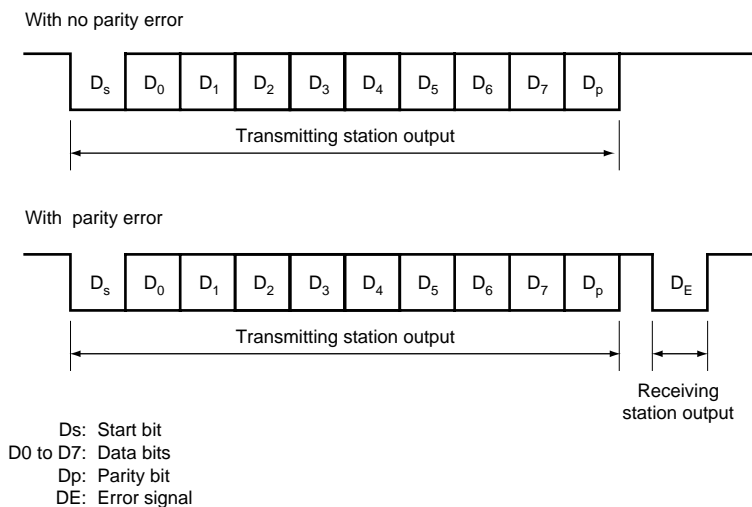 With no parity error
Ds D0 D1 D2 D3 D4 D5 D6 D7 Dp
Transmitting station output
With parity error
Ds D0 D1 D2 D3 D4 D5 D6 D7 Dp DE
Transmitting station output
Receiving
station output
Ds: Start bit
D0 to D7: Data bits
Dp: Parity bit
DE: Error signal